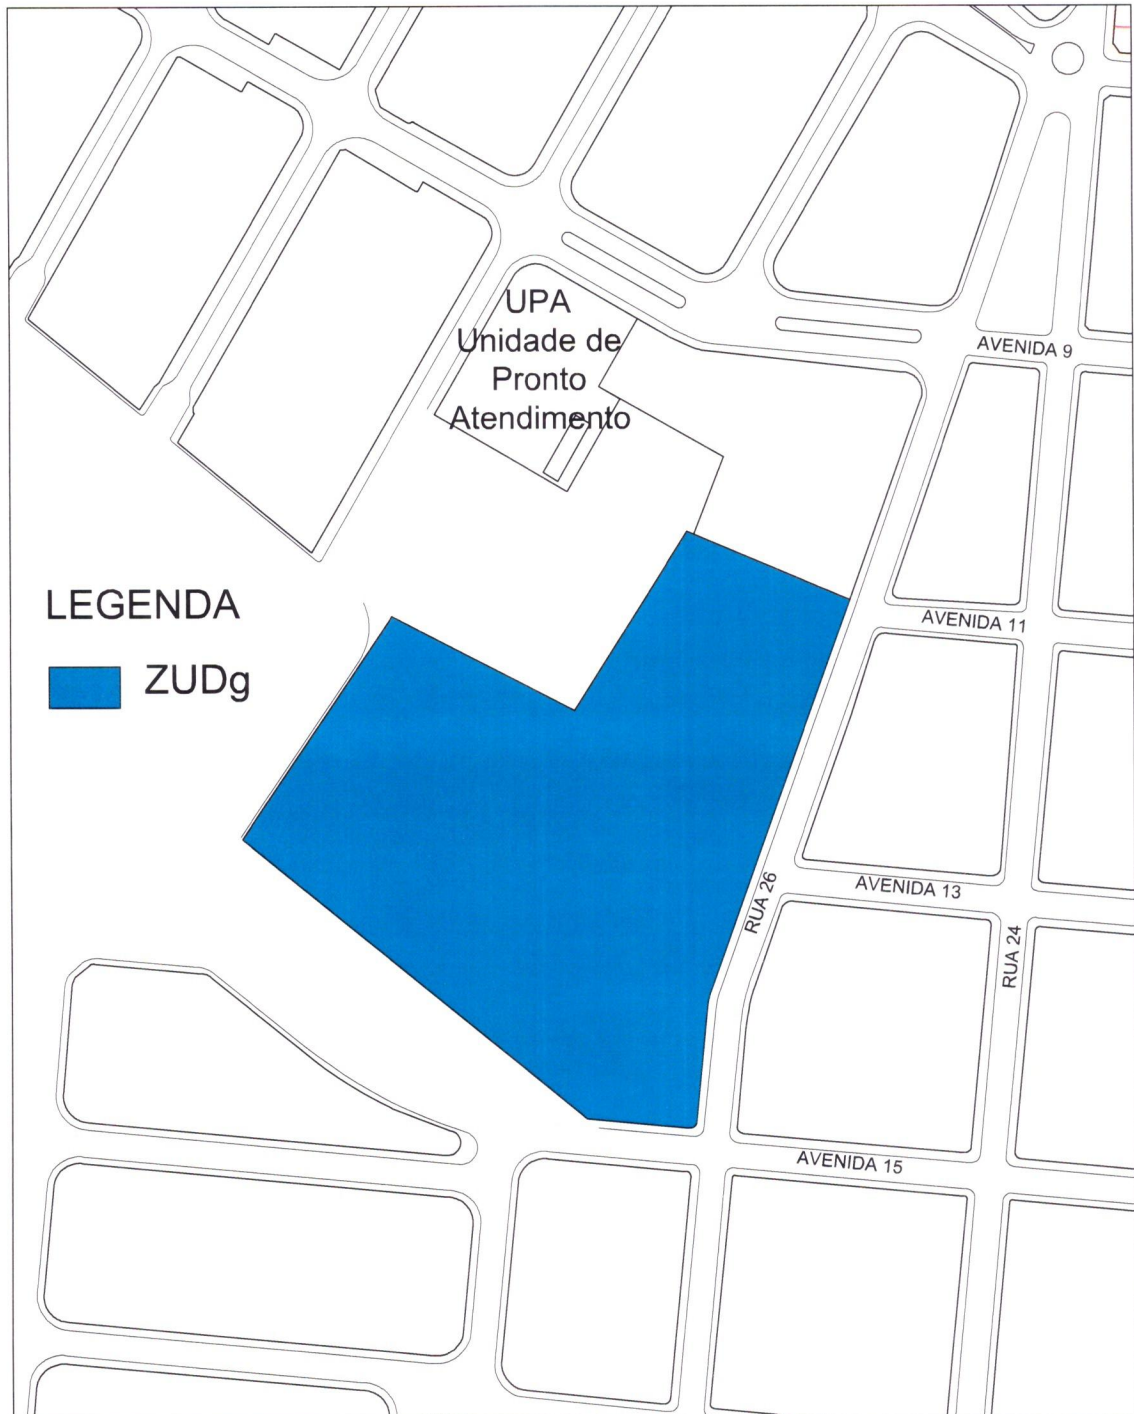 UPA
Unidade de
Pronto
Atendimento
AVENIDA 9
LEGENDA
ZUDg
AVENIDA 11
AVENIDA 13
RUA 26
RUA 24
AVENIDA 15